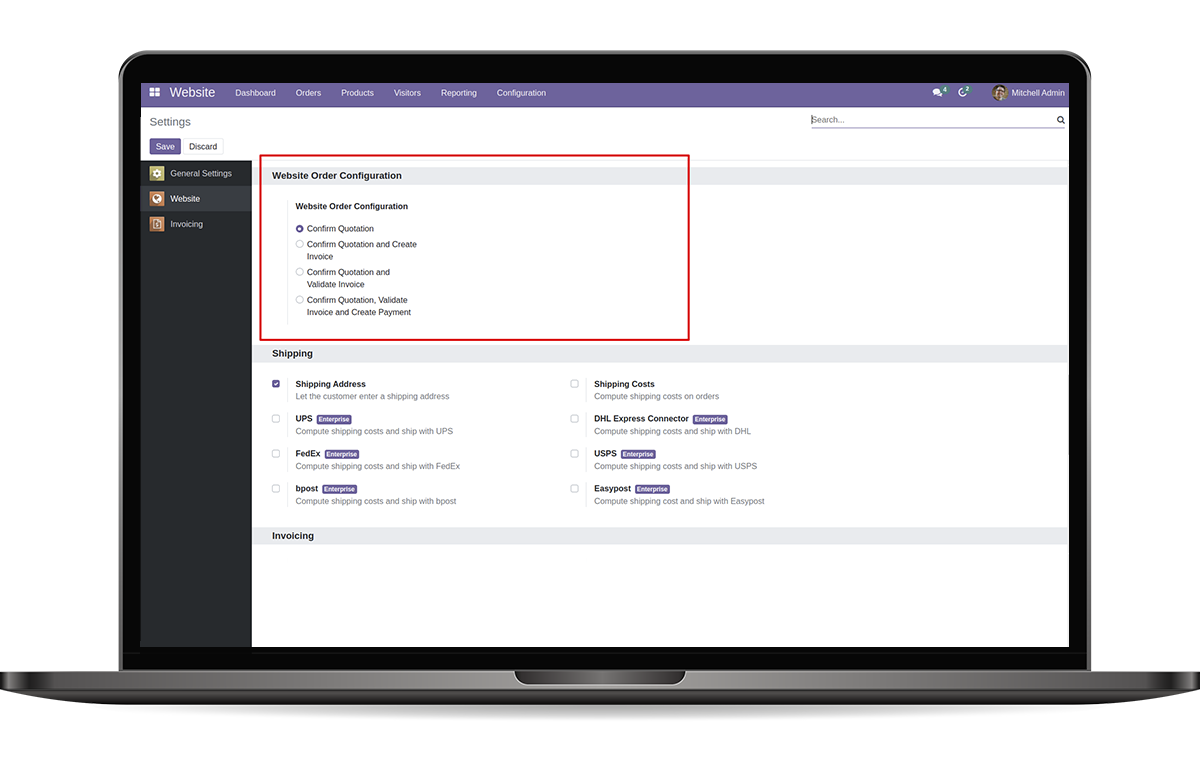 Website Dashboard Orders Products Visitors Reporting Configuration 4 2 Mitchell Admin
Settings Search...
Save Discard
General Settings
Website
Invoicing
Website Order Configuration
Website Order Configuration
Confirm Quotation
Confirm Quotation and Create
Invoice
Confirm Quotation and
Validate Invoice
Confirm Quotation, Validate
Invoice and Create Payment
Shipping
Shipping Address
Let the customer enter a shipping address
Shipping Costs
Compute shipping costs on orders
UPS Enterprise
Compute shipping costs and ship with UPS
DHL Express Connector Enterprise
Compute shipping costs and ship with DHL
FedEx Enterprise
Compute shipping costs and ship with FedEx
USPS Enterprise
Compute shipping costs and ship with USPS
bpost Enterprise
Compute shipping costs and ship with bpost
Easypost Enterprise
Compute shipping cost and ship with Easypost
Invoicing